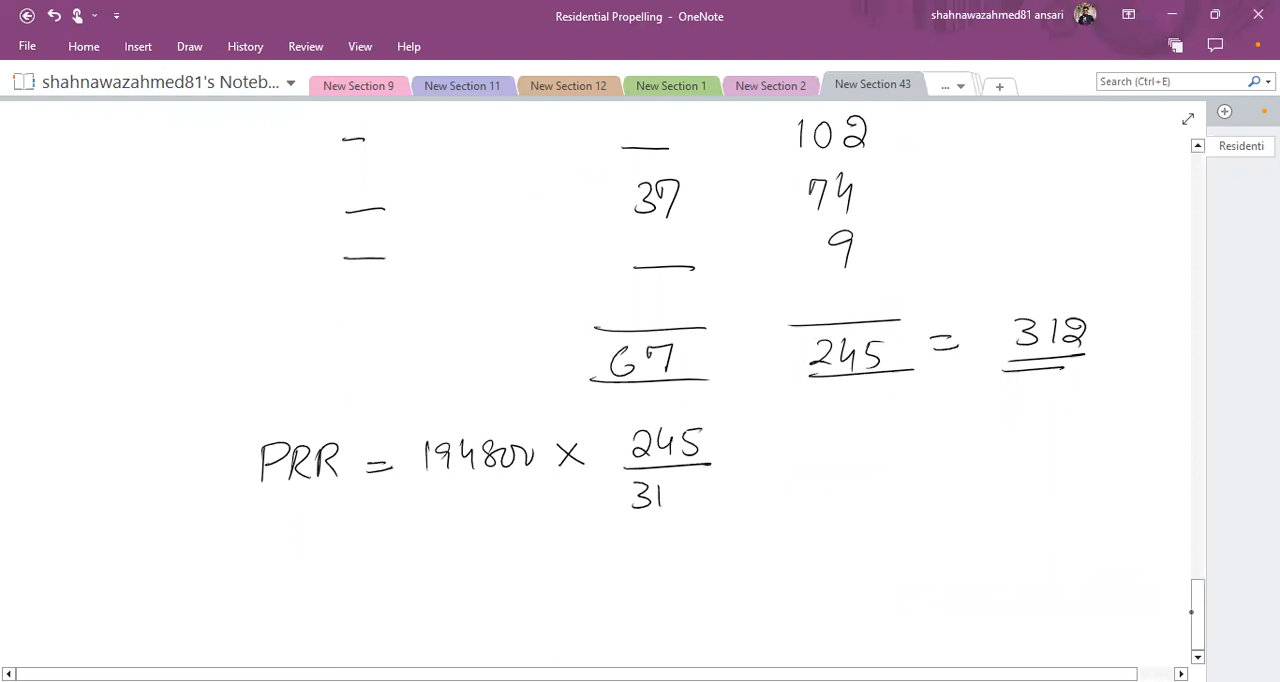 Residential Propelling - OneNote
shahnawazahmed81 ansari
File Home Insert Draw History Review View Help
shahnawazahmed81's Noteb...
New Section 9 New Section 11 New Section 12 New Section 1 New Section 2 New Section 43 ...
Search (Ctrl+E)
Residenti
- — 102
— 37 74
— — 9
67 245 = 312
PRR = 194800 × 245
31